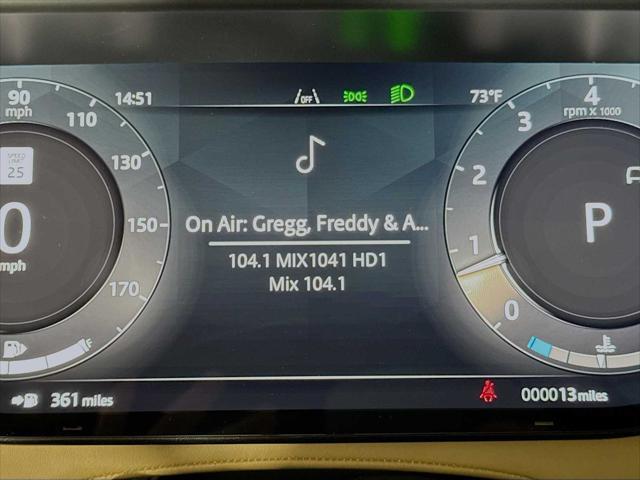 90
mph
110
130
150
170
SPEED
LIMIT
25
0
mph
F
14:51
OFF
73°F
On Air: Gregg, Freddy & A...
104.1 MIX1041 HD1
Mix 104.1
4
rpm x 1000
3
2
1
0
P
361 miles
000013 miles